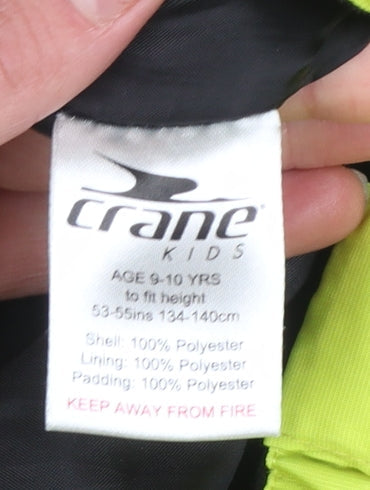 crane
KIDS
AGE 9-10 YRS
to fit height
53-55ins 134-140cm
Shell: 100% Polyester
Lining: 100% Polyester
Padding: 100% Polyester
KEEP AWAY FROM FIRE